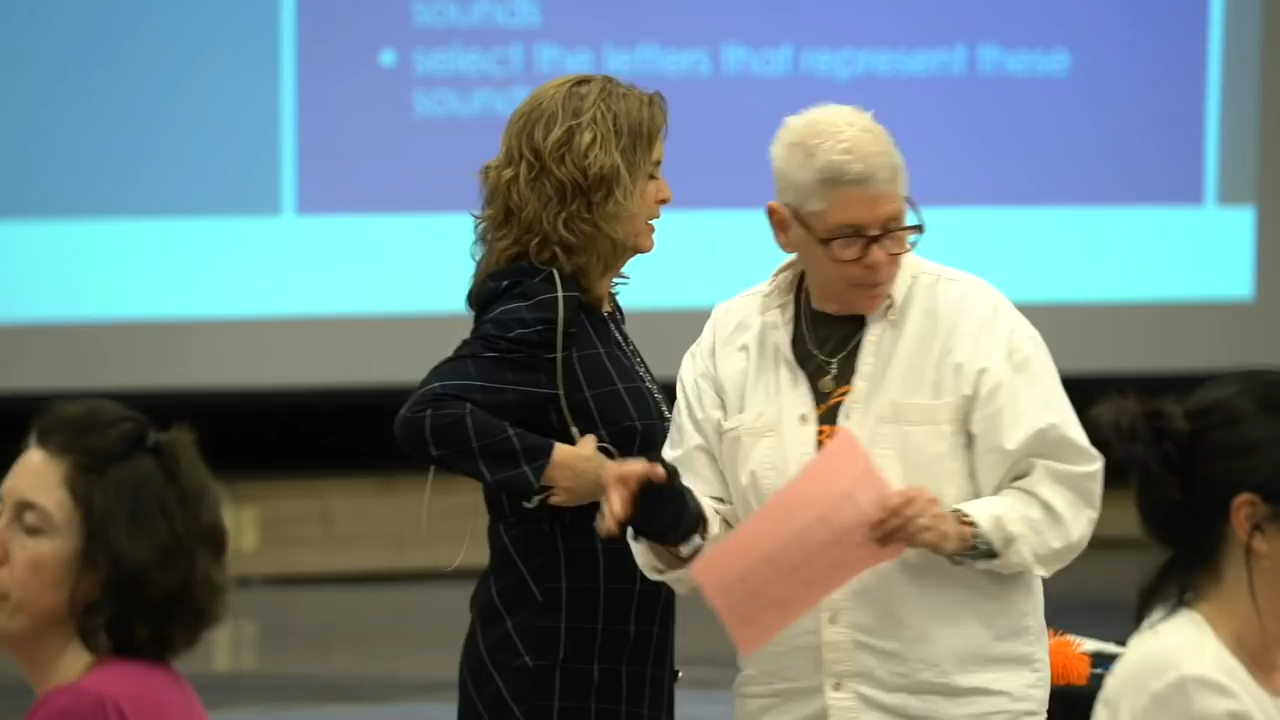 sounds
• select the letters that represent these
sounds